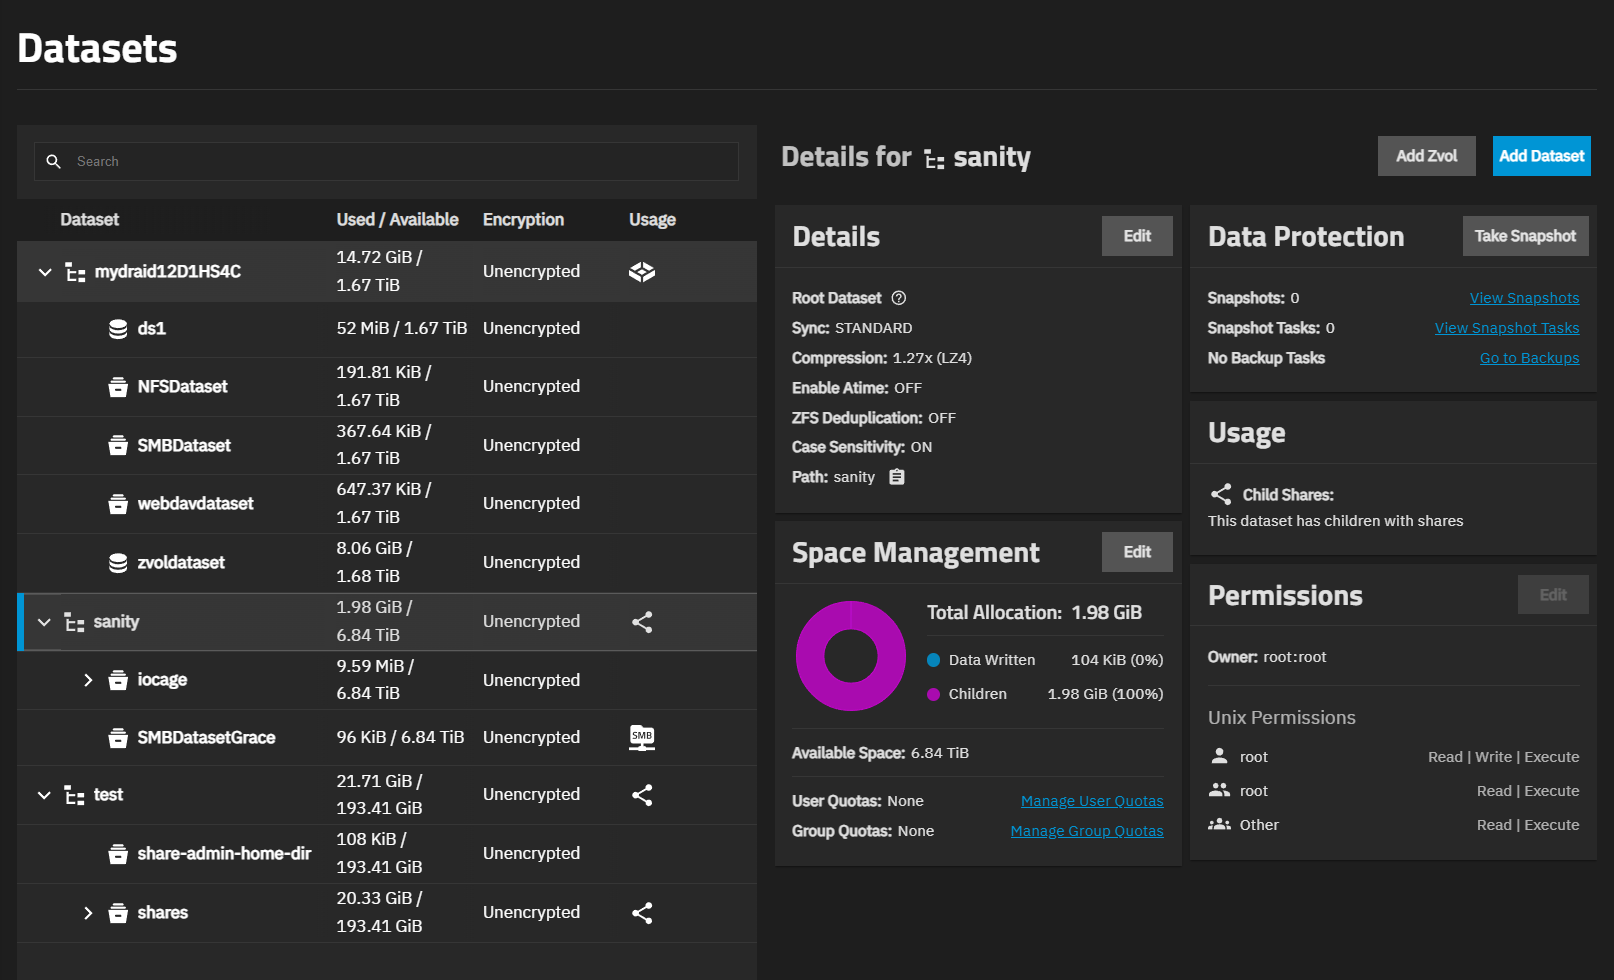 Datasets
Search
Dataset Used / Available Encryption Usage
mydraid12D1HS4C 14.72 GiB / 1.67 TiB Unencrypted
ds1 52 MiB / 1.67 TiB Unencrypted
NFSDataset 191.81 KiB / 1.67 TiB Unencrypted
SMBDataset 367.64 KiB / 1.67 TiB Unencrypted
webdavdataset 647.37 KiB / 1.67 TiB Unencrypted
zvoldataset 8.06 GiB / 1.68 TiB Unencrypted
sanity 1.98 GiB / 6.84 TiB Unencrypted
iocage 9.59 MiB / 6.84 TiB Unencrypted
SMBDatasetGrace 96 KiB / 6.84 TiB Unencrypted SMB
test 21.71 GiB / 193.41 GiB Unencrypted
share-admin-home-dir 108 KiB / 193.41 GiB Unencrypted
shares 20.33 GiB / 193.41 GiB Unencrypted
Details for sanity
Add Zvol Add Dataset
Details Edit
Root Dataset
Sync: STANDARD
Compression: 1.27x (LZ4)
Enable Atime: OFF
ZFS Deduplication: OFF
Case Sensitivity: ON
Path: sanity
Space Management Edit
Total Allocation: 1.98 GiB
Data Written 104 KiB (0%)
Children 1.98 GiB (100%)
Available Space: 6.84 TiB
User Quotas: None Manage User Quotas
Group Quotas: None Manage Group Quotas
Data Protection Take Snapshot
Snapshots: 0 View Snapshots
Snapshot Tasks: 0 View Snapshot Tasks
No Backup Tasks Go to Backups
Usage
Child Shares:
This dataset has children with shares
Permissions Edit
Owner: root:root
Unix Permissions
root Read | Write | Execute
root Read | Execute
Other Read | Execute